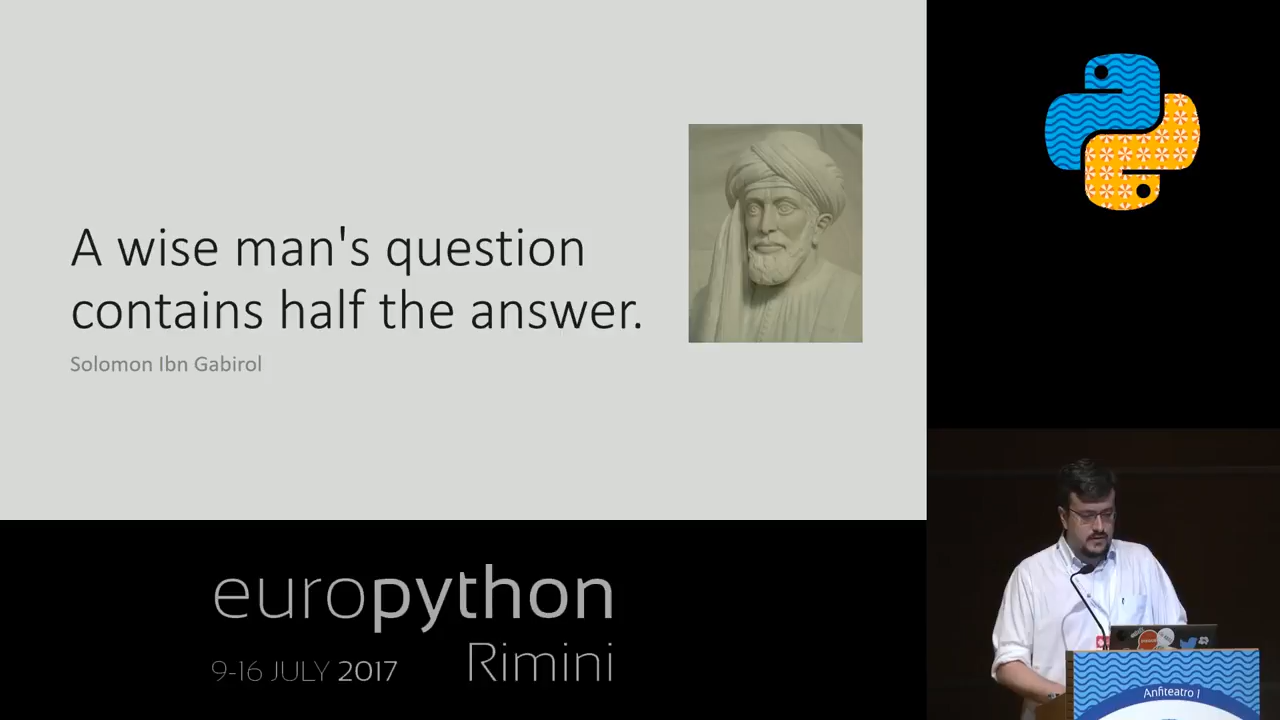 A wise man's question
contains half the answer.
Solomon Ibn Gabirol
europython
9-16 JULY 2017
Rimini
Anfiteatro I